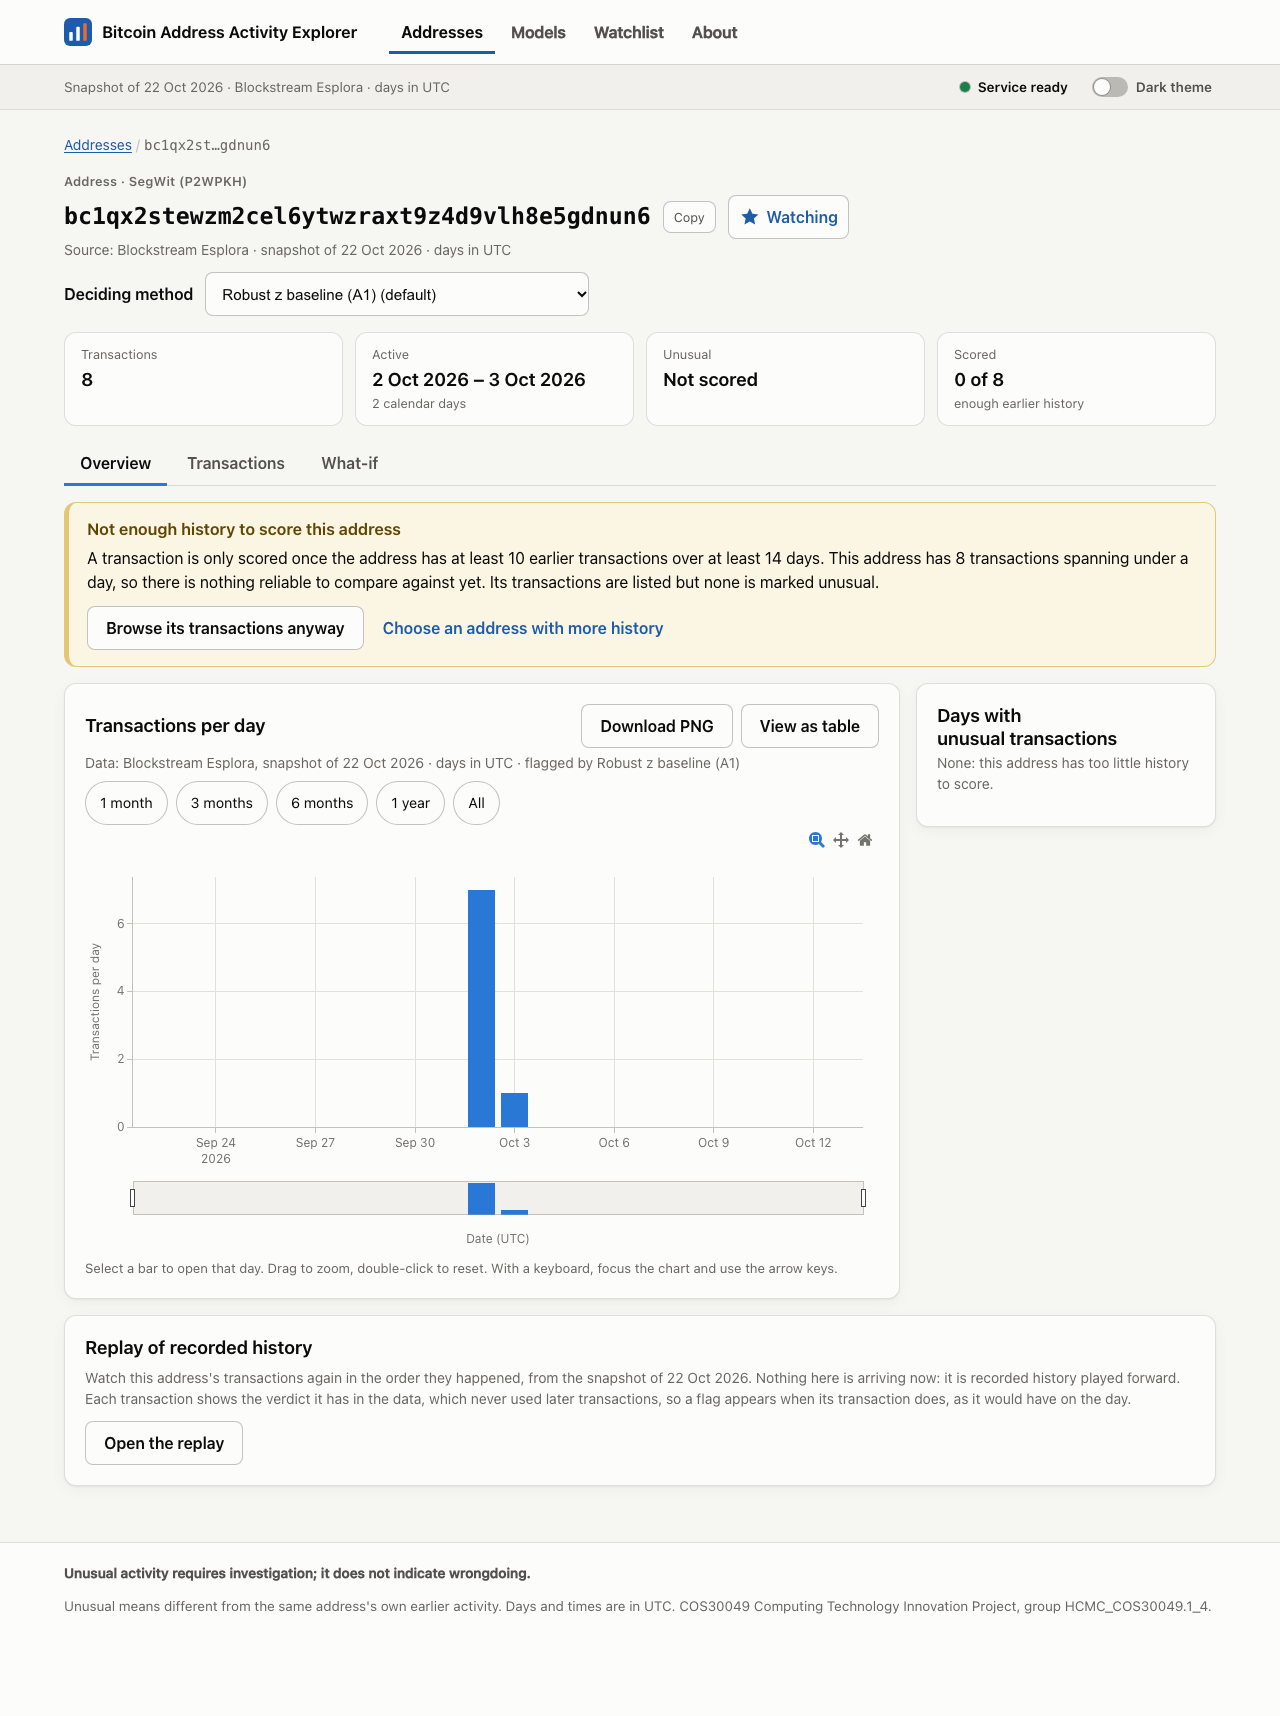 Bitcoin Address Activity Explorer
Addresses
Models
Watchlist
About
Snapshot of 22 Oct 2026 · Blockstream Esplora · days in UTC
Service ready
Dark theme
Addresses / bc1qx2st…gdnun6
Address · SegWit (P2WPKH)
bc1qx2stewzm2cel6ytwzraxt9z4d9vlh8e5gdnun6
Copy
Watching
Source: Blockstream Esplora · snapshot of 22 Oct 2026 · days in UTC
Deciding method
Robust z baseline (A1) (default)
Transactions
8
Active
2 Oct 2026 – 3 Oct 2026
2 calendar days
Unusual
Not scored
Scored
0 of 8
enough earlier history
Overview
Transactions
What-if
Not enough history to score this address
A transaction is only scored once the address has at least 10 earlier transactions over at least 14 days. This address has 8 transactions spanning under a
day, so there is nothing reliable to compare against yet. Its transactions are listed but none is marked unusual.
Browse its transactions anyway
Choose an address with more history
Transactions per day
Download PNG
View as table
Data: Blockstream Esplora, snapshot of 22 Oct 2026 · days in UTC · flagged by Robust z baseline (A1)
1 month
3 months
6 months
1 year
All
Transactions per day
6
4
2
0
Sep 24
2026
Sep 27
Sep 30
Oct 3
Oct 6
Oct 9
Oct 12
Date (UTC)
Select a bar to open that day. Drag to zoom, double-click to reset. With a keyboard, focus the chart and use the arrow keys.
Days with
unusual transactions
None: this address has too little history
to score.
Replay of recorded history
Watch this address's transactions again in the order they happened, from the snapshot of 22 Oct 2026. Nothing here is arriving now: it is recorded history played forward.
Each transaction shows the verdict it has in the data, which never used later transactions, so a flag appears when its transaction does, as it would have on the day.
Open the replay
Unusual activity requires investigation; it does not indicate wrongdoing.
Unusual means different from the same address's own earlier activity. Days and times are in UTC. COS30049 Computing Technology Innovation Project, group HCMC_COS30049.1_4.